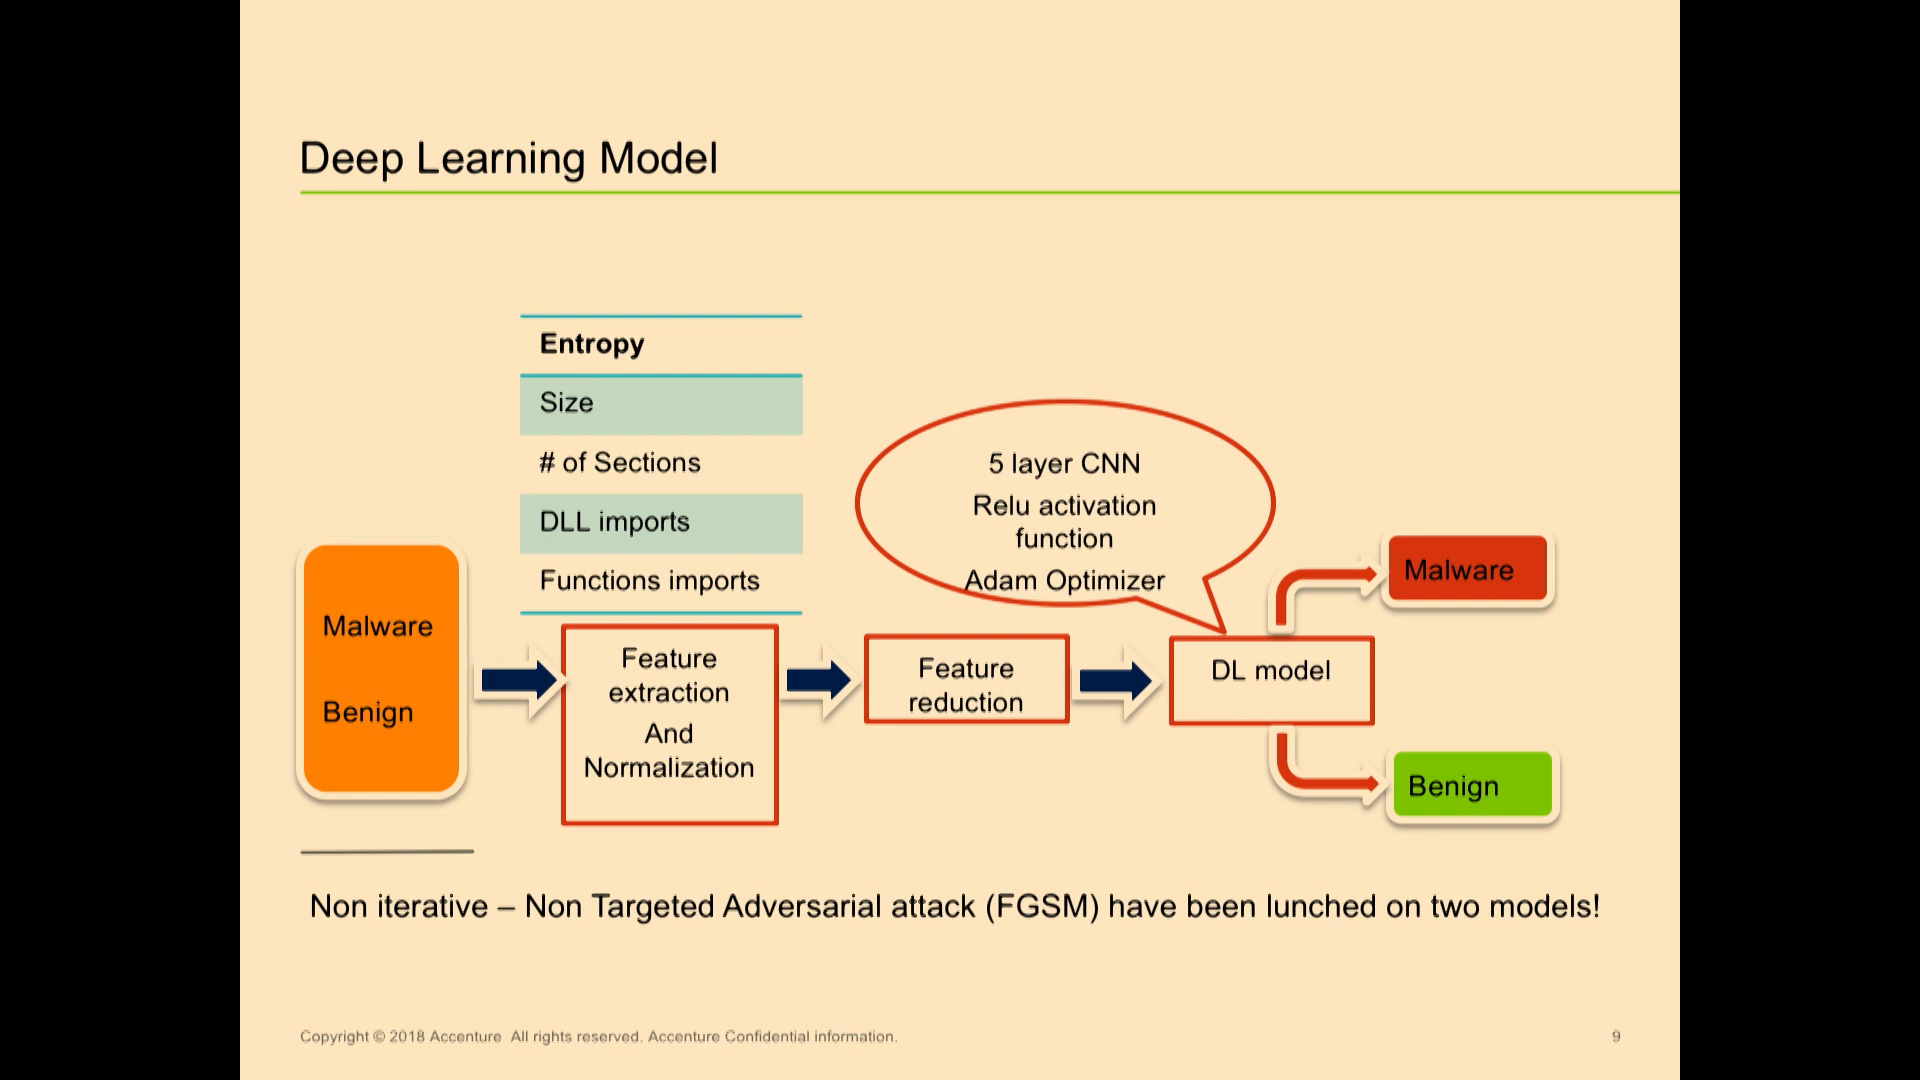 Deep Learning Model
Entropy
Size
# of Sections
DLL imports
Functions imports
5 layer CNN
Relu activation
function
Adam Optimizer
Malware
Benign
Feature
extraction
And
Normalization
Feature
reduction
DL model
Malware
Benign
Non iterative – Non Targeted Adversarial attack (FGSM) have been lunched on two models!
Copyright © 2018 Accenture All rights reserved. Accenture Confidential information.
9